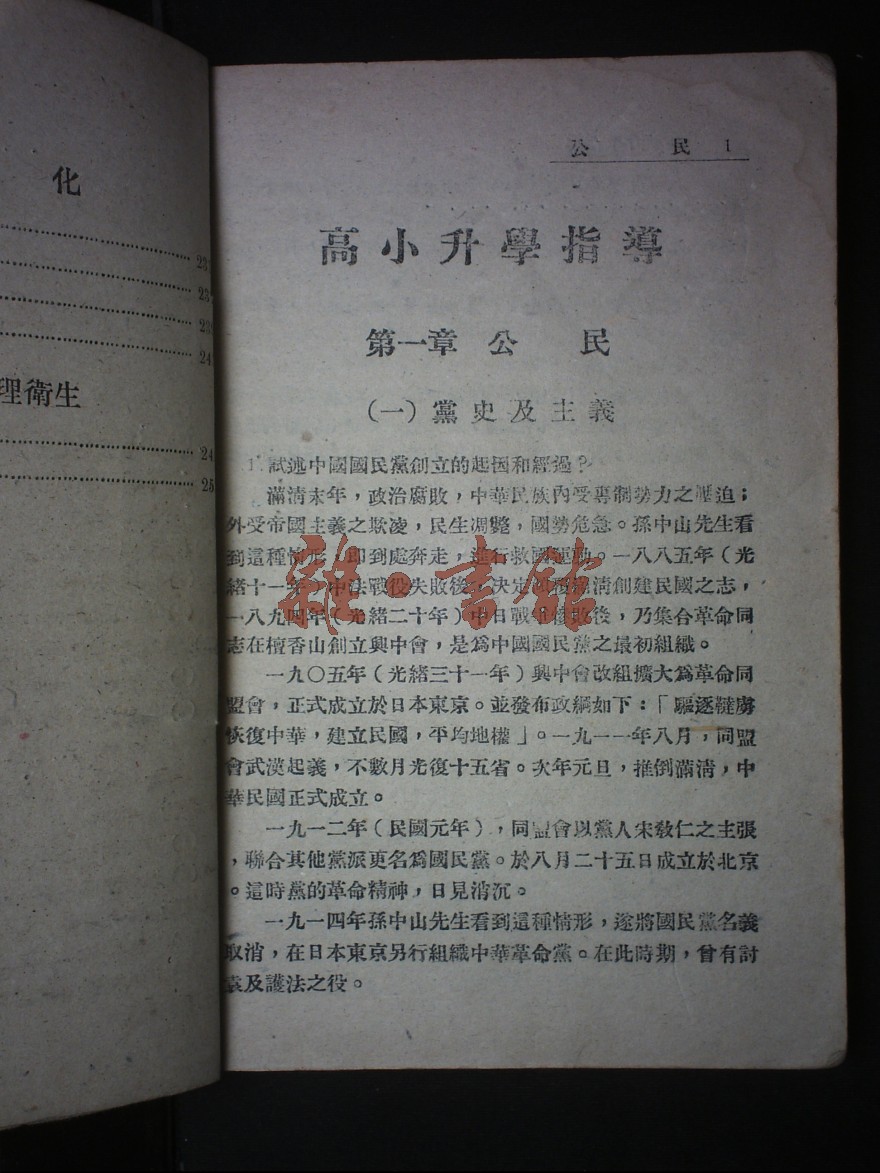 化
23
23
23
24
理衛生
24
25
公 民 1
高小升學指導
第一章 公 民
(一) 黨史及主義
1. 試述中國國民黨創立的起因和經過?
滿清末年,政治腐敗,中華民族內受專制勢力之壓迫;
外受帝國主義之欺凌,民生凋斃,國勢危急。孫中山先生看
到這種情形,即到處奔走,進行救國運動。一八八五年(光
緒十一年)中法戰役失敗後,決定傾覆滿清創建民國之志,
一八九四年(光緒二十年)中日戰爭慘敗後,乃集合革命同
志在檀香山創立興中會,是為中國國民黨之最初組織。
一九〇五年(光緒三十一年)興中會改組擴大為革命同
盟會,正式成立於日本東京。並發布政綱如下:「驅逐韃虜
恢復中華,建立民國,平均地權」。一九一一年八月,同盟
會武漢起義,不數月光復十五省。次年元旦,推倒滿清,中
華民國正式成立。
一九一二年(民國元年),同盟會以黨人宋敎仁之主張
,聯合其他黨派更名為國民黨。於八月二十五日成立於北京
。這時黨的革命精神,日見消沉。
一九一四年孫中山先生看到這種情形,遂將國民黨名義
取消,在日本東京另行組織中華革命黨。在此時期,曾有討
袁及護法之役。
雜·書館